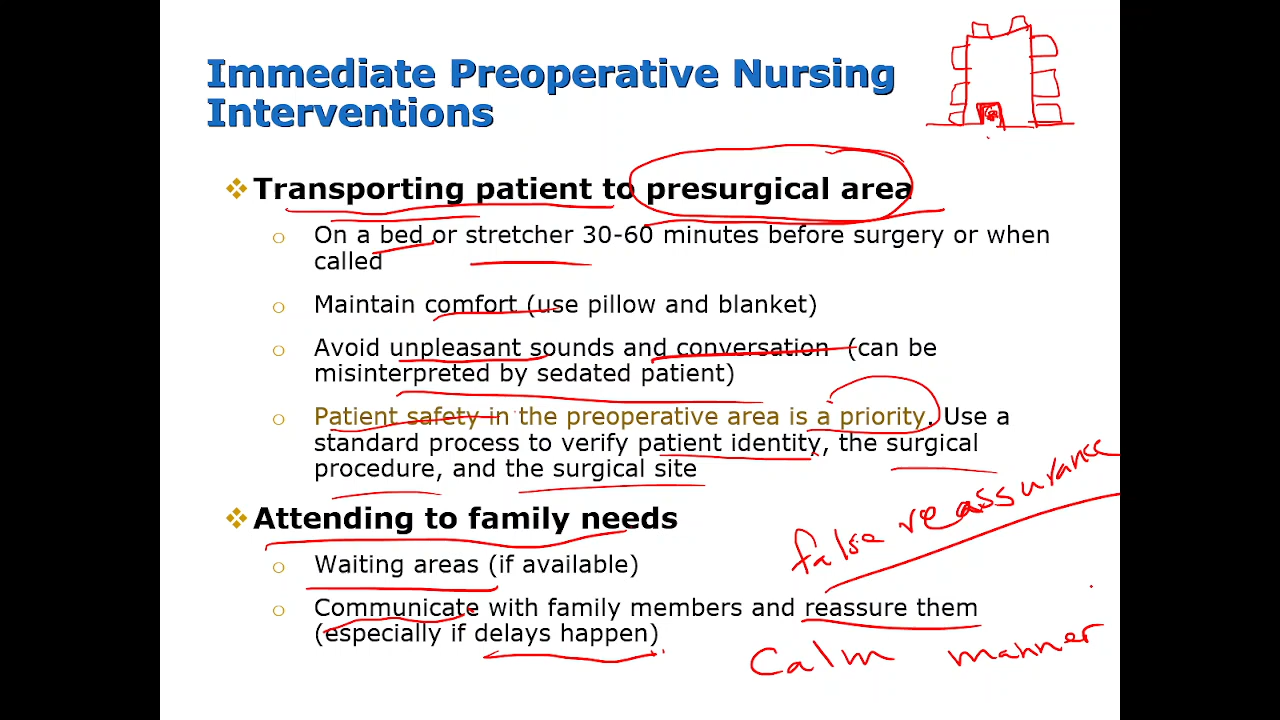 Immediate Preoperative Nursing
Interventions
❖ Transporting patient to presurgical area
o On a bed or stretcher 30-60 minutes before surgery or when
called
o Maintain comfort (use pillow and blanket)
o Avoid unpleasant sounds and conversation (can be
misinterpreted by sedated patient)
o Patient safety in the preoperative area is a priority. Use a
standard process to verify patient identity, the surgical
procedure, and the surgical site
false reassurance
❖ Attending to family needs
o Waiting areas (if available)
o Communicate with family members and reassure them
(especially if delays happen)
Calm manner